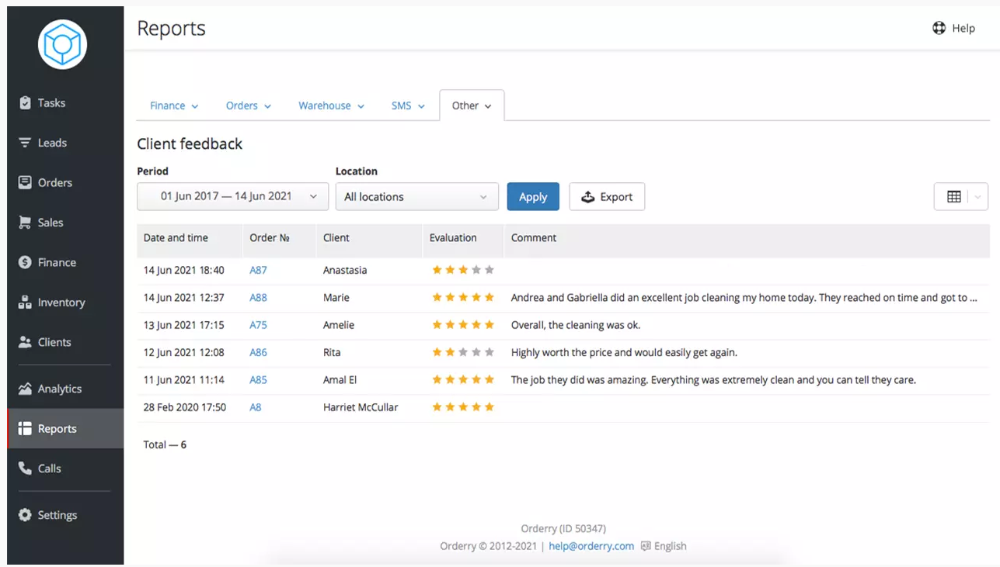 Reports
Help
Tasks
Leads
Orders
Sales
Finance
Inventory
Clients
Analytics
Reports
Calls
Settings
Finance Orders Warehouse SMS Other
Client feedback
Period Location
01 Jun 2017 — 14 Jun 2021 All locations Apply Export
Date and time Order № Client Evaluation Comment
14 Jun 2021 18:40 A87 Anastasia
14 Jun 2021 12:37 A88 Marie Andrea and Gabriella did an excellent job cleaning my home today. They reached on time and got to ...
13 Jun 2021 17:15 A75 Amelie Overall, the cleaning was ok.
12 Jun 2021 12:08 A86 Rita Highly worth the price and would easily get again.
11 Jun 2021 11:14 A85 Amal El The job they did was amazing. Everything was extremely clean and you can tell they care.
28 Feb 2020 17:50 A8 Harriet McCullar
Total — 6
Orderry (ID 50347)
Orderry © 2012-2021 | help@orderry.com English